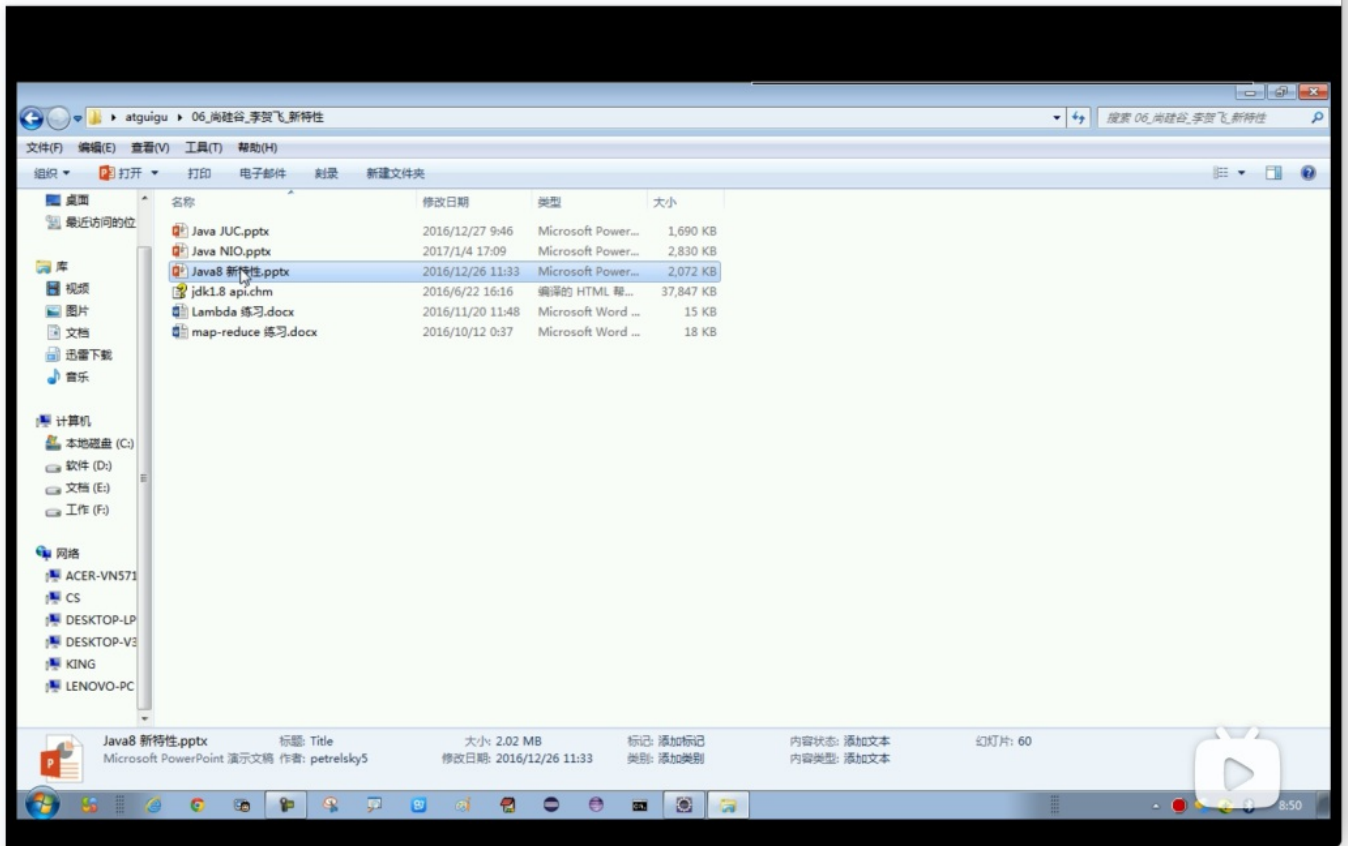 atguigu ▸ 06_尚硅谷_李贺飞_新特性
搜索 06_尚硅谷_李贺飞_新特性
文件(F) 编辑(E) 查看(V) 工具(T) 帮助(H)
组织 打开 打印 电子邮件 刻录 新建文件夹
桌面
最近访问的位
库
视频
图片
文档
迅雷下载
音乐
计算机
本地磁盘 (C:)
软件 (D:)
文档 (E:)
工作 (F:)
网络
ACER-VN571
CS
DESKTOP-LP
DESKTOP-V3
KING
LENOVO-PC
名称 修改日期 类型 大小
Java JUC.pptx 2016/12/27 9:46 Microsoft Power... 1,690 KB
Java NIO.pptx 2017/1/4 17:09 Microsoft Power... 2,830 KB
Java8 新特性.pptx 2016/12/26 11:33 Microsoft Power... 2,072 KB
jdk1.8 api.chm 2016/6/22 16:16 编译的 HTML 帮... 37,847 KB
Lambda 练习.docx 2016/11/20 11:48 Microsoft Word ... 15 KB
map-reduce 练习.docx 2016/10/12 0:37 Microsoft Word ... 18 KB
Java8 新特性.pptx 标题: Title 大小: 2.02 MB 标记: 添加标记 内容状态: 添加文本 幻灯片: 60
Microsoft PowerPoint 演示文稿 作者: petrelsky5 修改日期: 2016/12/26 11:33 类别: 添加类别 内容类型: 添加文本
8:50